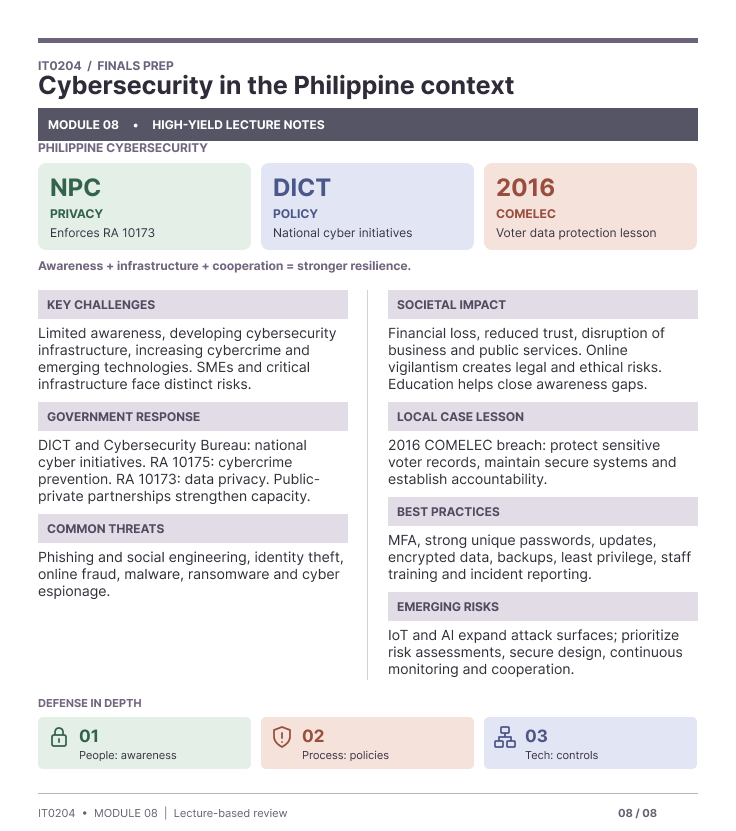 IT0204 / FINALS PREP
Cybersecurity in the Philippine context
MODULE 08 • HIGH-YIELD LECTURE NOTES
PHILIPPINE CYBERSECURITY
NPC
PRIVACY
Enforces RA 10173
DICT
POLICY
National cyber initiatives
2016
COMELEC
Voter data protection lesson
Awareness + infrastructure + cooperation = stronger resilience.
KEY CHALLENGES
Limited awareness, developing cybersecurity
infrastructure, increasing cybercrime and
emerging technologies. SMEs and critical
infrastructure face distinct risks.
GOVERNMENT RESPONSE
DICT and Cybersecurity Bureau: national
cyber initiatives. RA 10175: cybercrime
prevention. RA 10173: data privacy. Public-
private partnerships strengthen capacity.
COMMON THREATS
Phishing and social engineering, identity theft,
online fraud, malware, ransomware and cyber
espionage.
SOCIETAL IMPACT
Financial loss, reduced trust, disruption of
business and public services. Online
vigilantism creates legal and ethical risks.
Education helps close awareness gaps.
LOCAL CASE LESSON
2016 COMELEC breach: protect sensitive
voter records, maintain secure systems and
establish accountability.
BEST PRACTICES
MFA, strong unique passwords, updates,
encrypted data, backups, least privilege, staff
training and incident reporting.
EMERGING RISKS
IoT and AI expand attack surfaces; prioritize
risk assessments, secure design, continuous
monitoring and cooperation.
DEFENSE IN DEPTH
01
People: awareness
02
Process: policies
03
Tech: controls
IT0204 • MODULE 08 | Lecture-based review
08 / 08